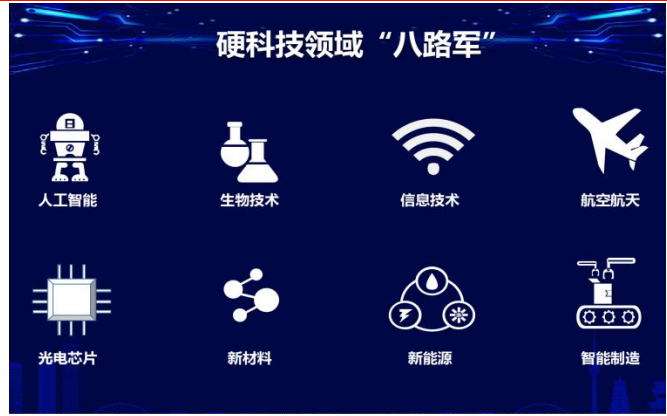 硬科技领域“八路军”
人工智能
生物技术
信息技术
航空航天
光电芯片
新材料
新能源
智能制造